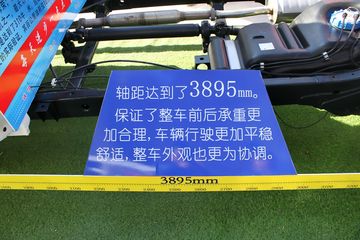 轴距达到了3895mm。
保证了整车前后承重更
加合理,车辆行驶更加平稳
舒适,整车外观也更为协调。
3895mm